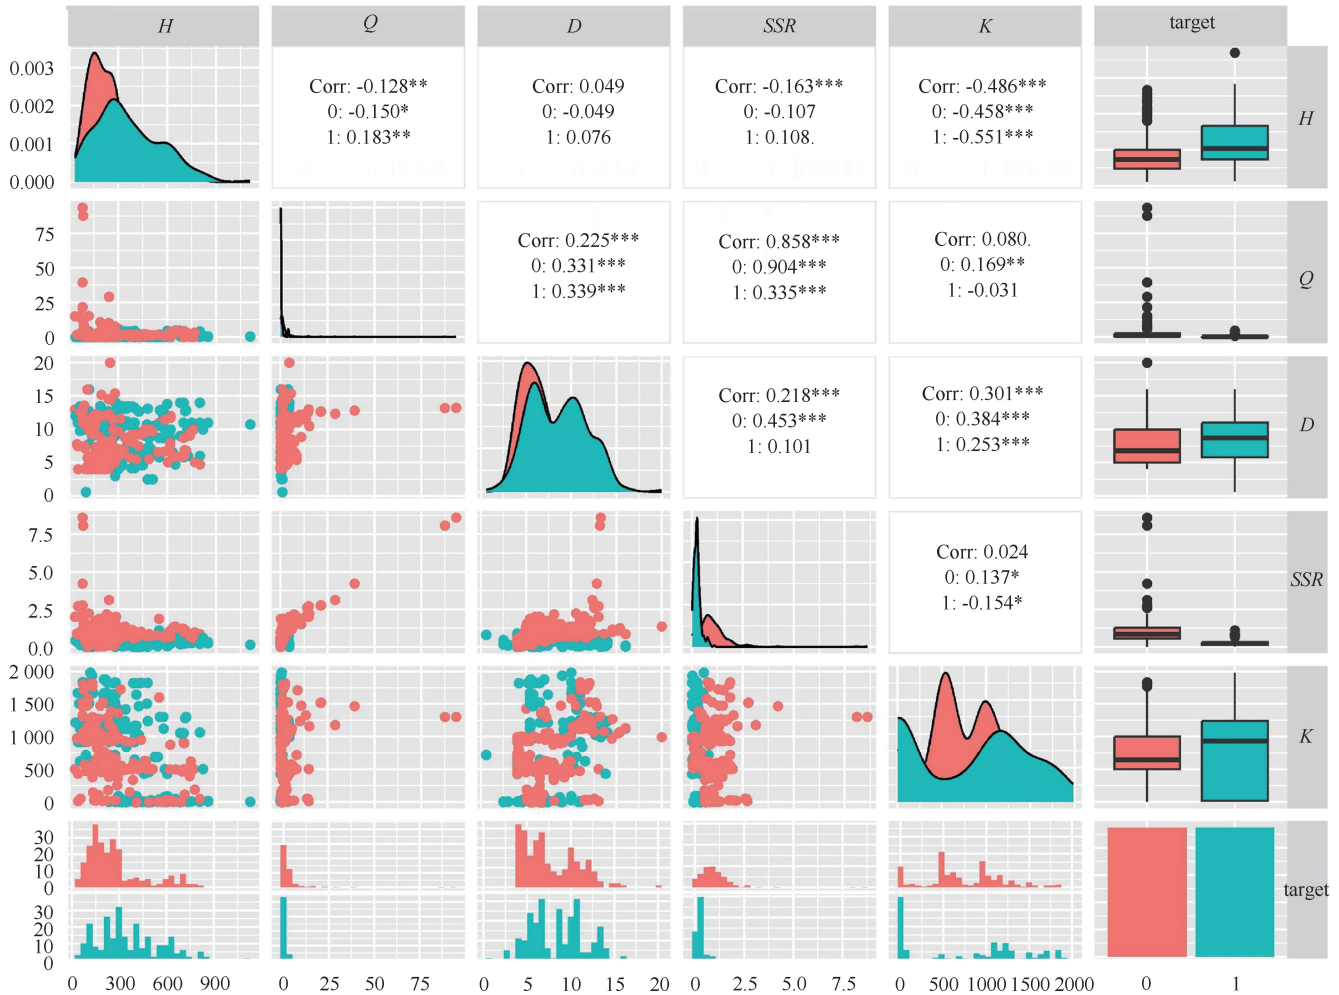 H Q D SSR K target
0.003
0.002
0.001
0.000
Corr: -0.128**
0: -0.150*
1: 0.183**
Corr: 0.049
0: -0.049
1: 0.076
Corr: -0.163***
0: -0.107
1: 0.108.
Corr: -0.486***
0: -0.458***
1: -0.551***
H
75
50
25
0
Corr: 0.225***
0: 0.331***
1: 0.339***
Corr: 0.858***
0: 0.904***
1: 0.335***
Corr: 0.080.
0: 0.169**
1: -0.031
Q
20
15
10
5
0
Corr: 0.218***
0: 0.453***
1: 0.101
Corr: 0.301***
0: 0.384***
1: 0.253***
D
7.5
5.0
2.5
0.0
Corr: 0.024
0: 0.137*
1: -0.154*
SSR
2 000
1 500
1 000
500
0
K
30
20
10
0
30
20
10
0
target
0 300 600 900
0 25 50 75
0 5 10 15 20
0 2.5 5.0 7.5
0 500 1000 1500 2000
0 1